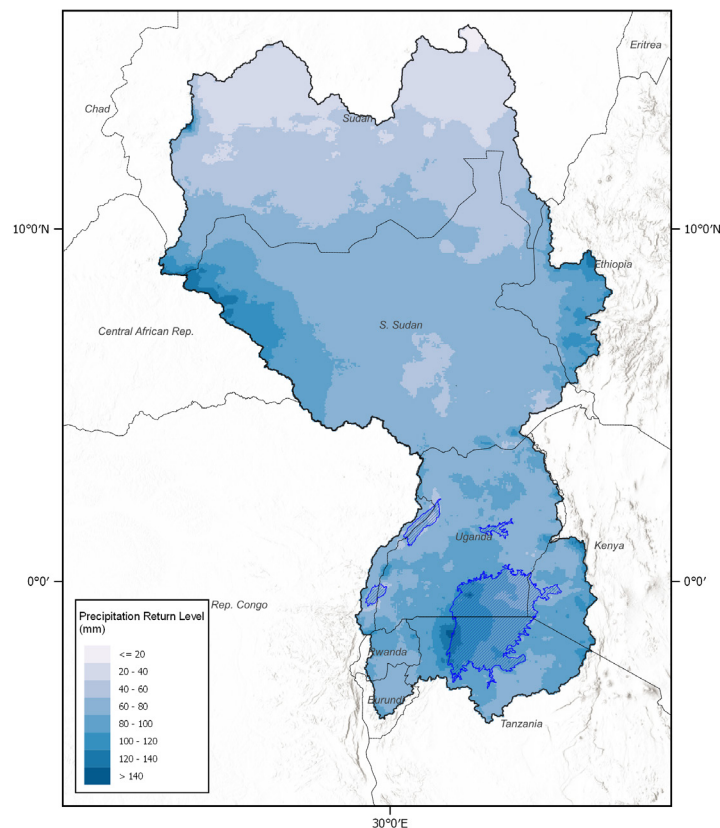 Eritrea
Chad
Sudan
10°0'N
10°0'N
Ethiopia
Central African Rep.
S. Sudan
Uganda
Kenya
0°0'
0°0'
Rep. Congo
Precipitation Return Level
(mm)
<= 20
20 - 40
40 - 60
60 - 80
80 - 100
100 - 120
120 - 140
> 140
Rwanda
Burundi
Tanzania
30°0'E